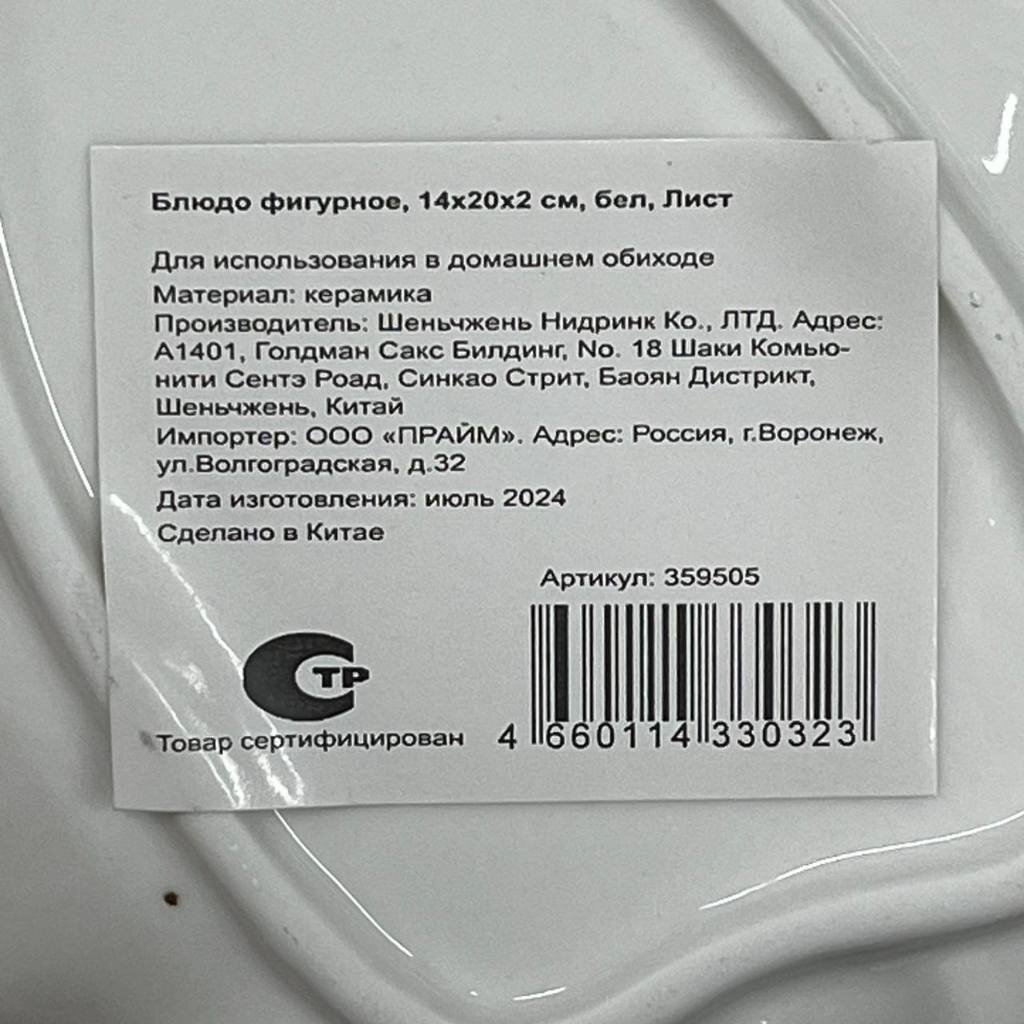 Блюдо фигурное, 14х20х2 см, бел, Лист
Для использования в домашнем обиходе
Материал: керамика
Производитель: Шеньчжень Нидринк Ко., ЛТД. Адрес:
А1401, Голдман Сакс Билдинг, No. 18 Шаки Комью-
нити Сентэ Роад, Синкао Стрит, Баоян Дистрикт,
Шеньчжень, Китай
Импортер: ООО «ПРАЙМ». Адрес: Россия, г.Воронеж,
ул.Волгоградская, д.32
Дата изготовления: июль 2024
Сделано в Китае
Артикул: 359505
СТР
Товар сертифицирован
4 660114 330323